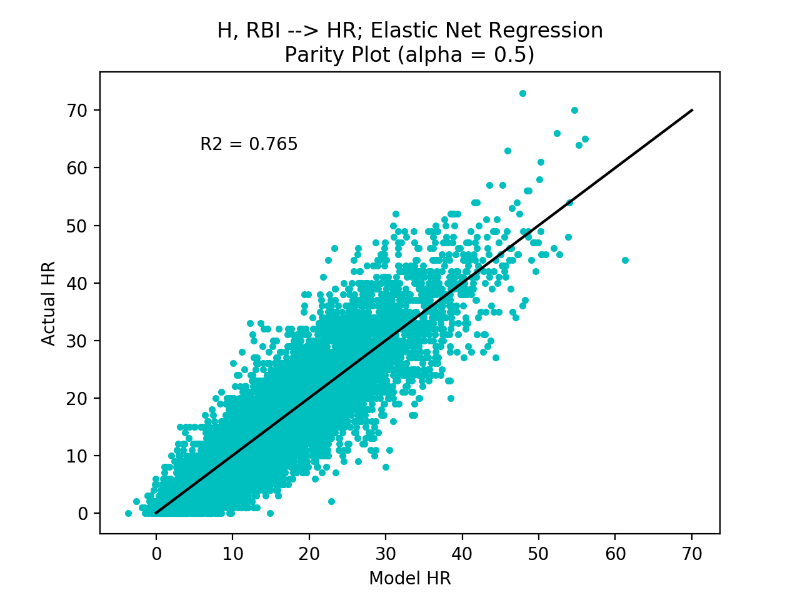 H, RBI --> HR; Elastic Net Regression
Parity Plot (alpha = 0.5)
R2 = 0.765
Actual HR
70
60
50
40
30
20
10
0
0 10 20 30 40 50 60 70
Model HR